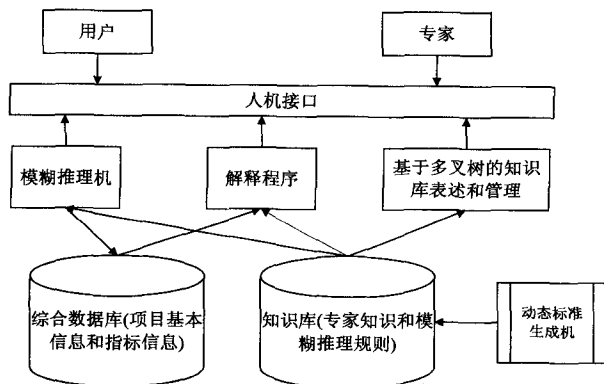 用户
专家
人机接口
模糊推理机
解释程序
基于多叉树的知识
库表述和管理
综合数据库(项目基本
信息和指标信息)
知识库(专家知识和模
糊推理规则)
动态标准
生成机